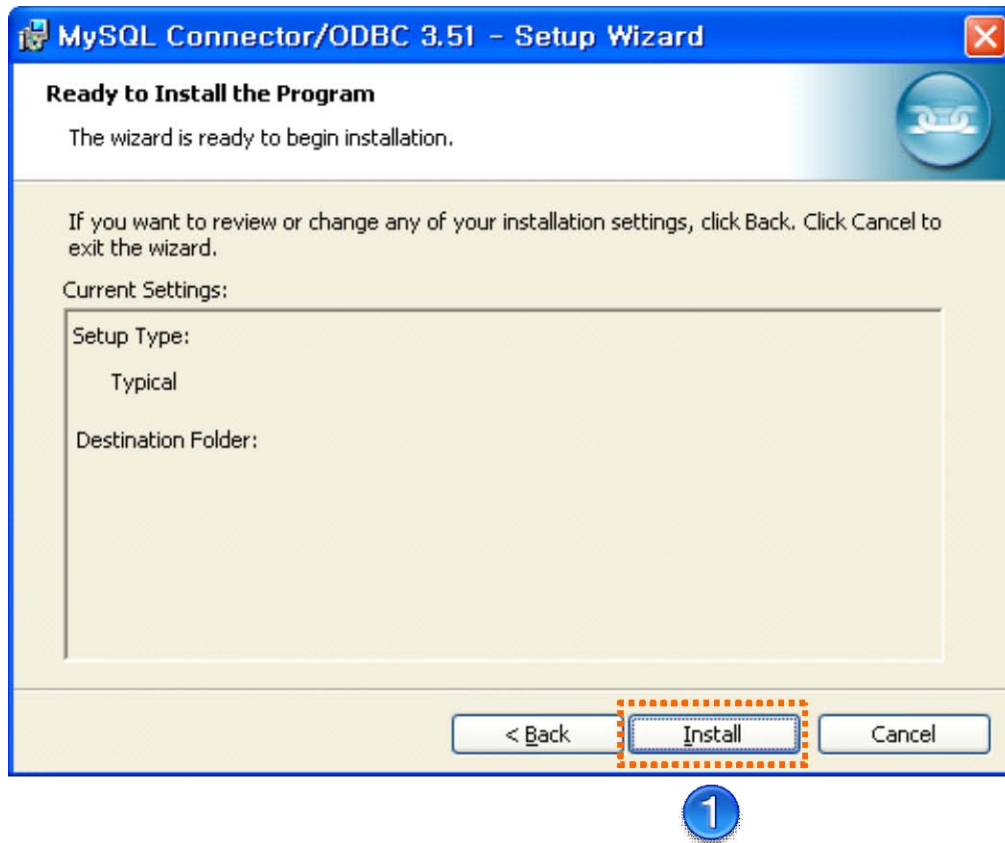 MySQL Connector/ODBC 3.51 - Setup Wizard
Ready to Install the Program
The wizard is ready to begin installation.
If you want to review or change any of your installation settings, click Back. Click Cancel to
exit the wizard.
Current Settings:
Setup Type:
Typical
Destination Folder:
< Back
Install
Cancel
1